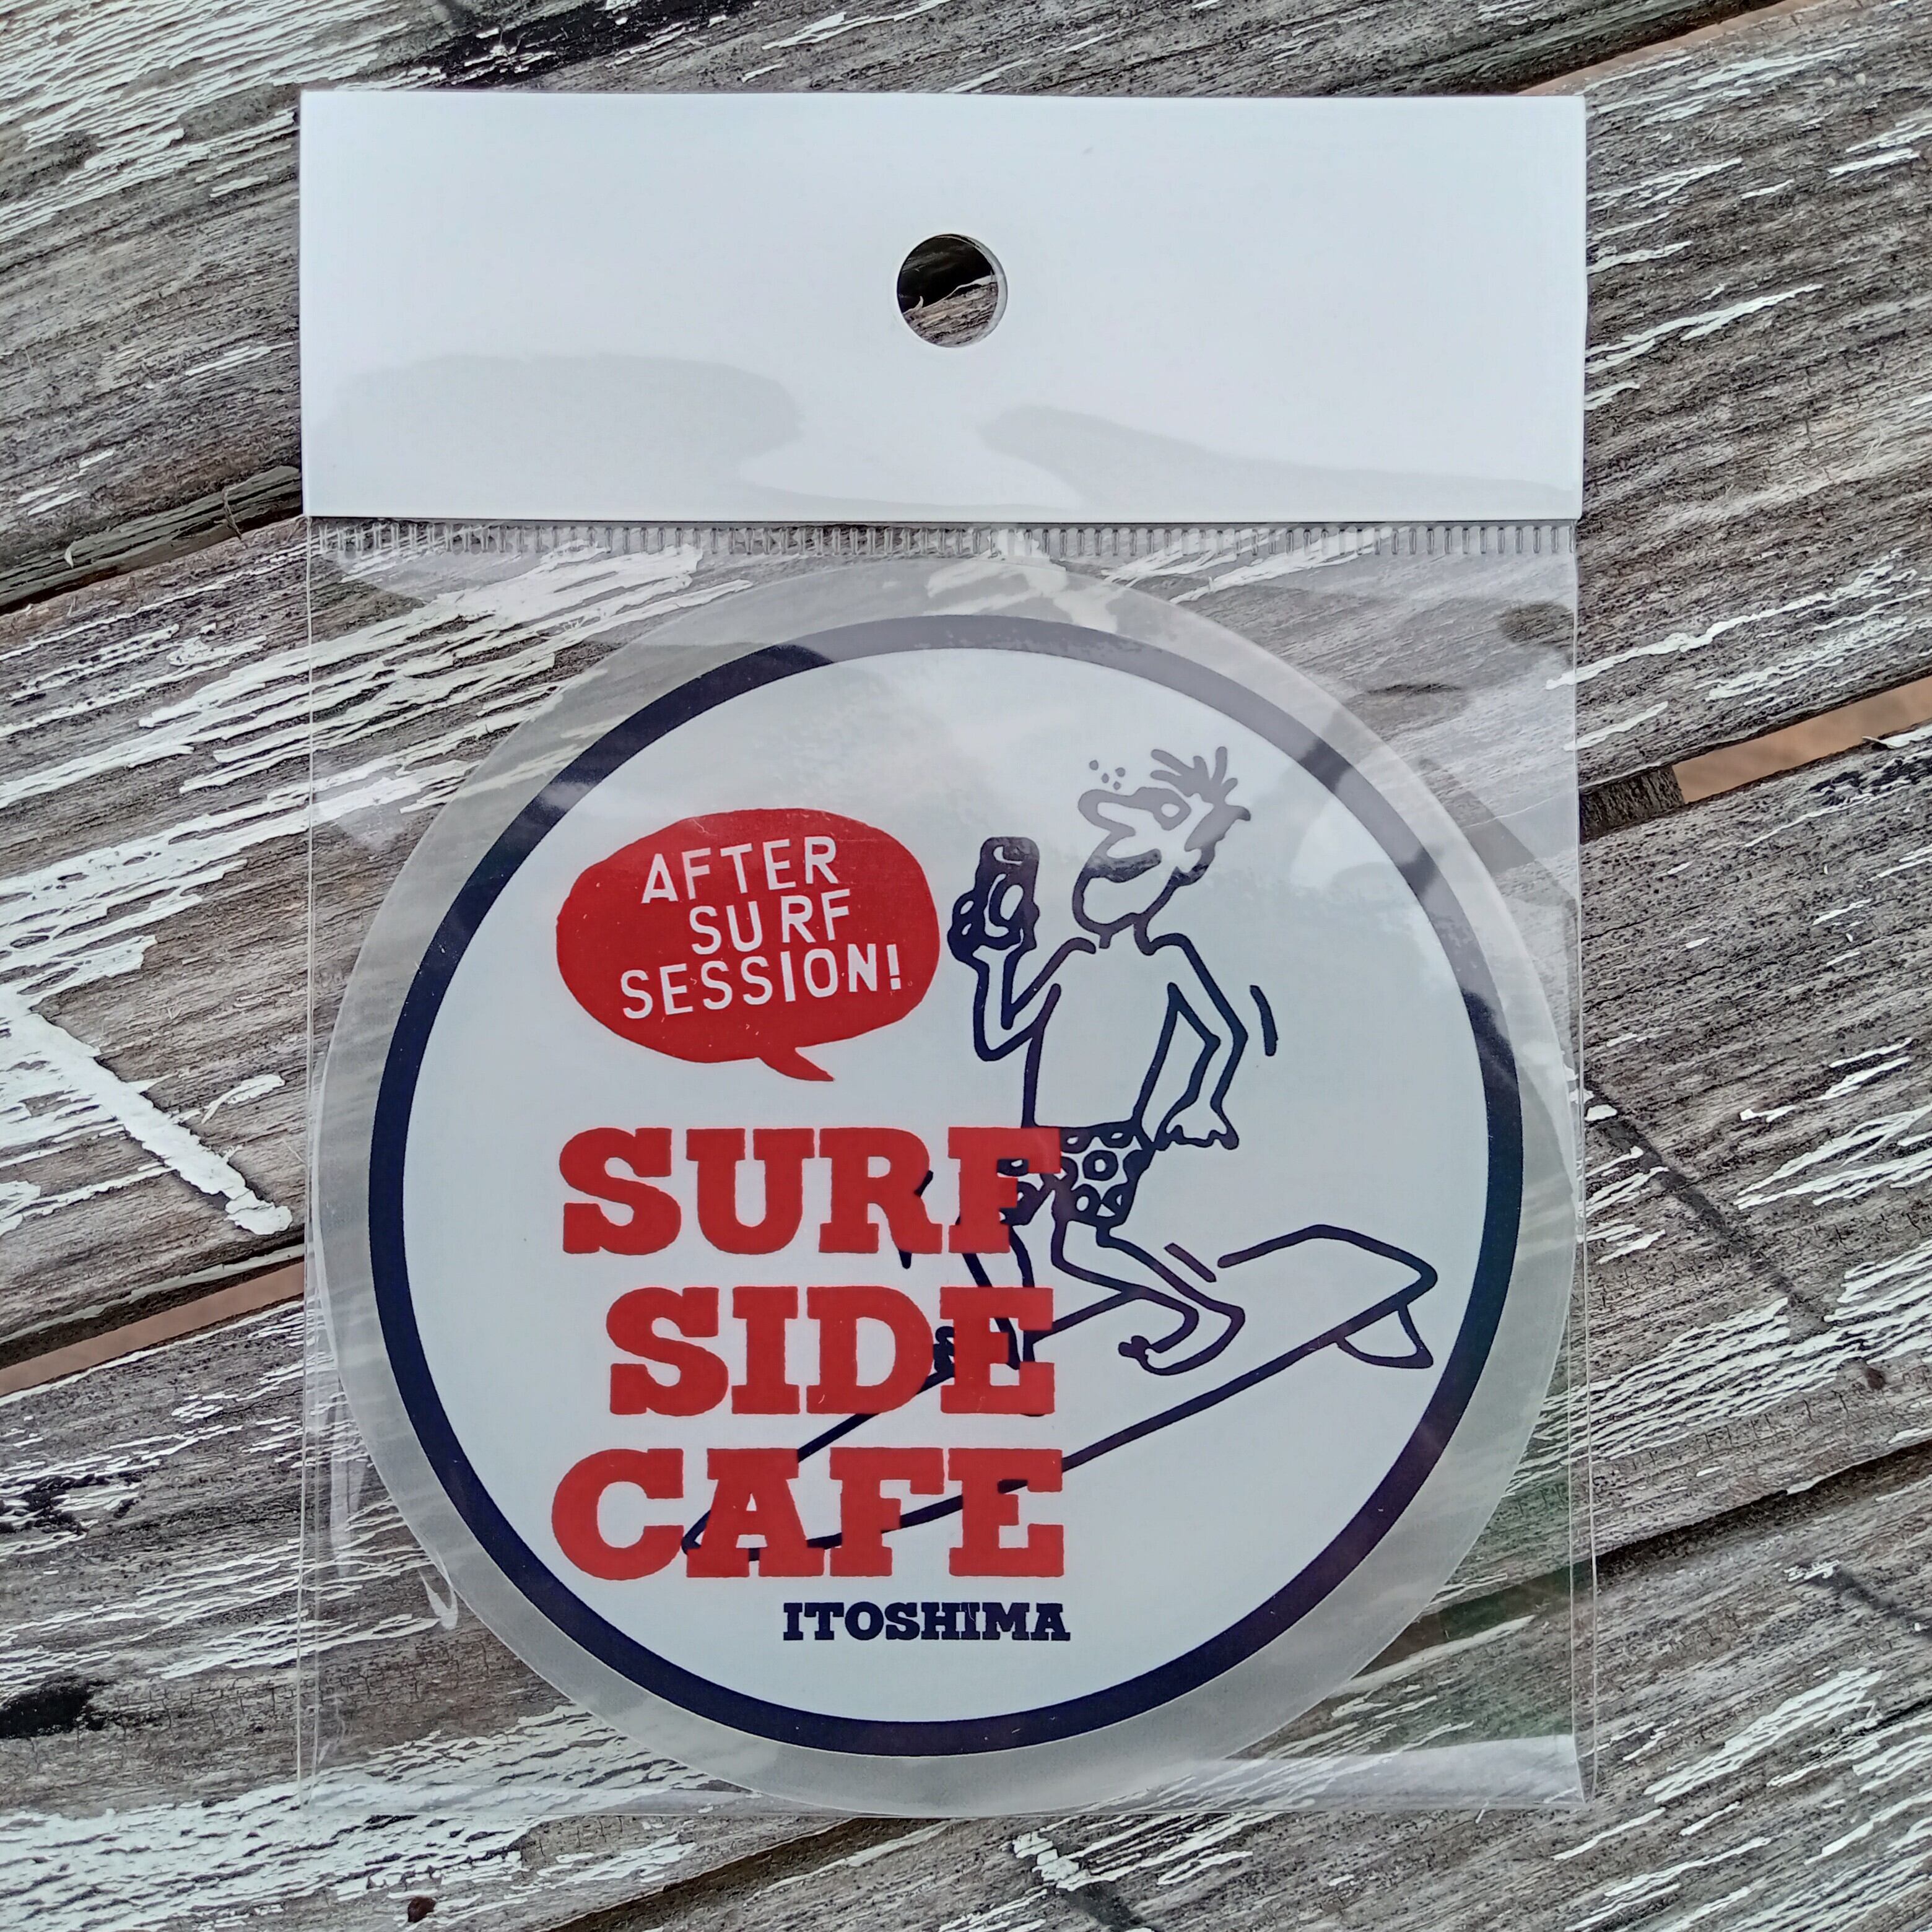 AFTER
SURF
SESSION!
SURF
SIDE
CAFE
ITOSHIMA